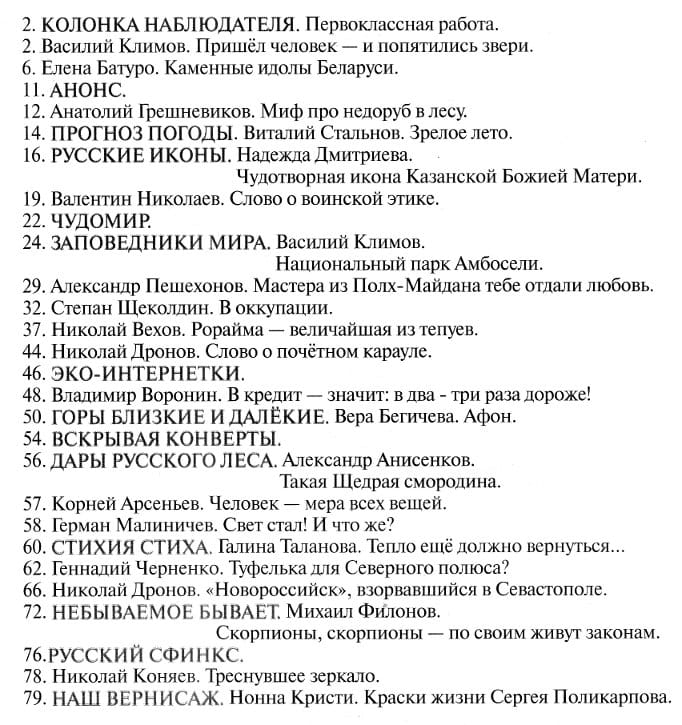 2. КОЛОНКА НАБЛЮДАТЕЛЯ. Первоклассная работа.
2. Василий Климов. Пришёл человек — и попятились звери.
6. Елена Батуро. Каменные идолы Беларуси.
11. АНОНС.
12. Анатолий Грешневиков. Миф про недоруб в лесу.
14. ПРОГНОЗ ПОГОДЫ. Виталий Стальнов. Зрелое лето.
16. РУССКИЕ ИКОНЫ. Надежда Дмитриева.
Чудотворная икона Казанской Божией Матери.
19. Валентин Николаев. Слово о воинской этике.
22. ЧУДОМИР.
24. ЗАПОВЕДНИКИ МИРА. Василий Климов.
Национальный парк Амбосели.
29. Александр Пешехонов. Мастера из Полх-Майдана тебе отдали любовь.
32. Степан Щеколдин. В оккупации.
37. Николай Вехов. Рорайма — величайшая из тепуев.
44. Николай Дронов. Слово о почётном карауле.
46. ЭКО-ИНТЕРНЕТКИ.
48. Владимир Воронин. В кредит — значит: в два - три раза дороже!
50. ГОРЫ БЛИЗКИЕ И ДАЛЁКИЕ. Вера Бегичева. Афон.
54. ВСКРЫВАЯ КОНВЕРТЫ.
56. ДАРЫ РУССКОГО ЛЕСА. Александр Анисенков.
Такая Щедрая смородина.
57. Корней Арсеньев. Человек — мера всех вещей.
58. Герман Малиничев. Свет стал! И что же?
60. СТИХИЯ СТИХА. Галина Таланова. Тепло ещё должно вернуться...
62. Геннадий Черненко. Туфелька для Северного полюса?
66. Николай Дронов. «Новороссийск», взорвавшийся в Севастополе.
72. НЕБЫВАЕМОЕ БЫВАЕТ. Михаил Филонов.
Скорпионы, скорпионы — по своим живут законам.
76.РУССКИЙ СФИНКС.
78. Николай Коняев. Треснувшее зеркало.
79. НАШ ВЕРНИСАЖ. Нонна Кристи. Краски жизни Сергея Поликарпова.